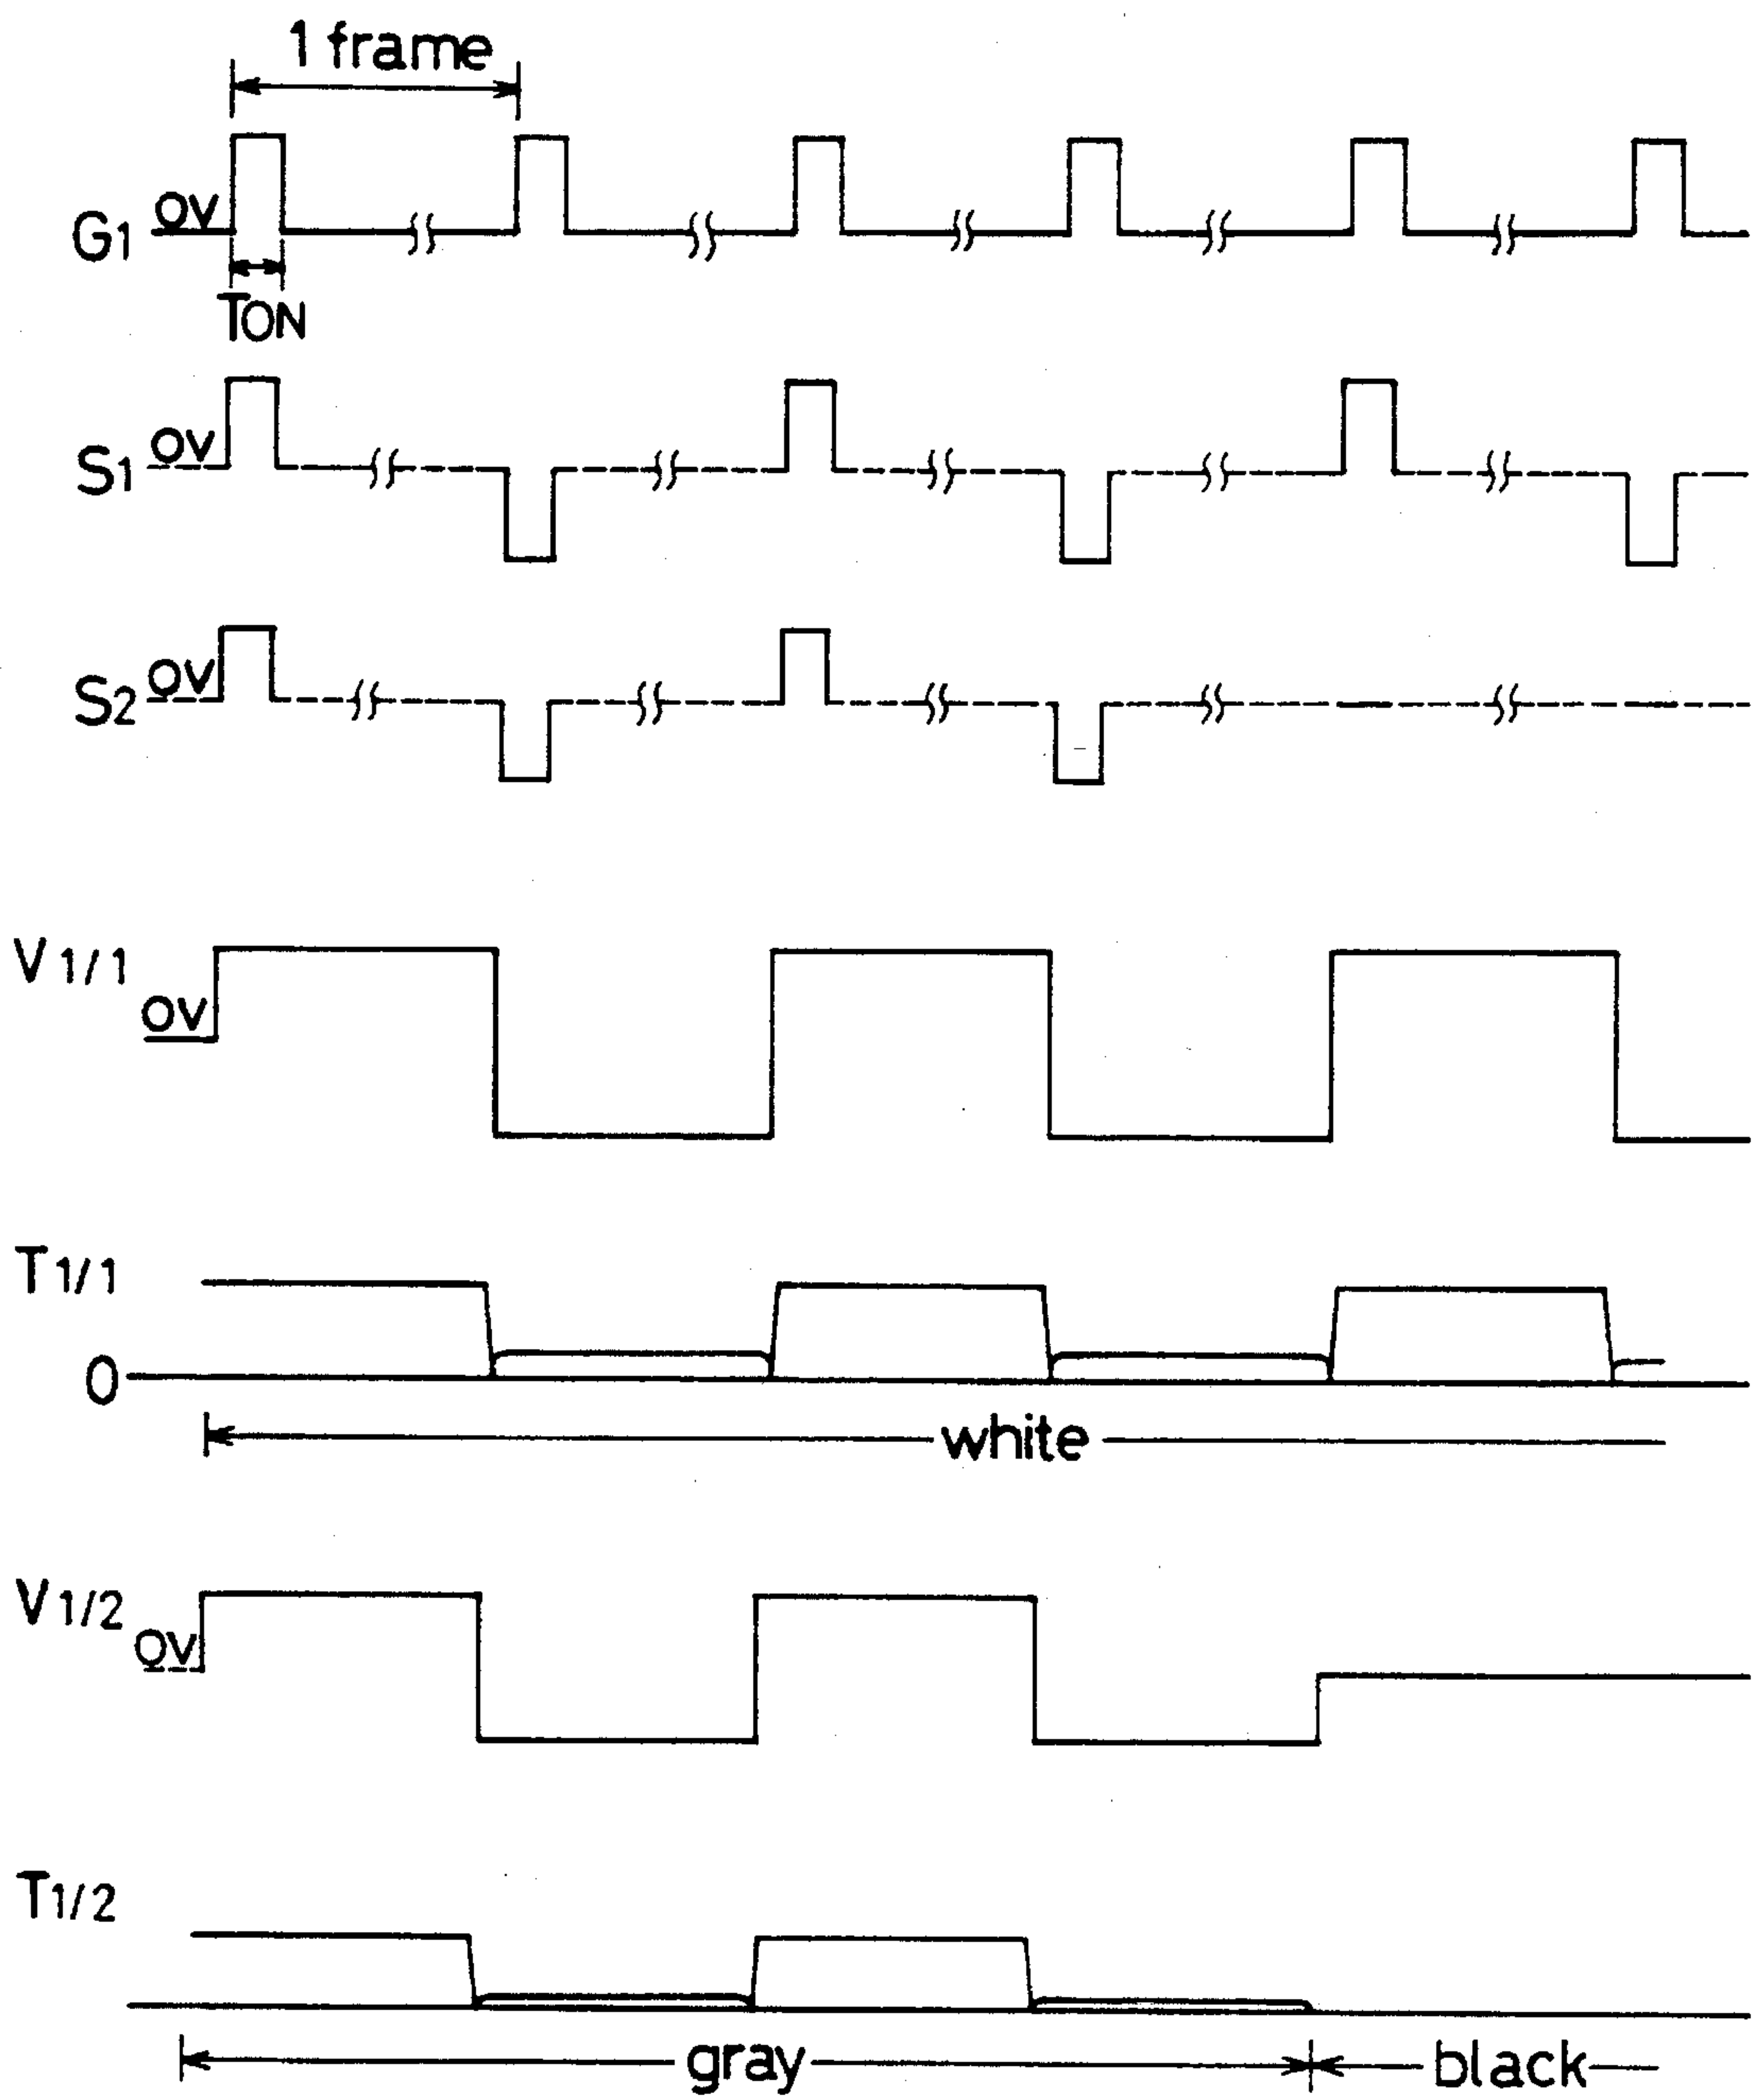 1 frame
0V
G1
TON
0V
S1
0V
S2
V1/1
0V
T1/1
0
white
V1/2
0V
T1/2
gray
black